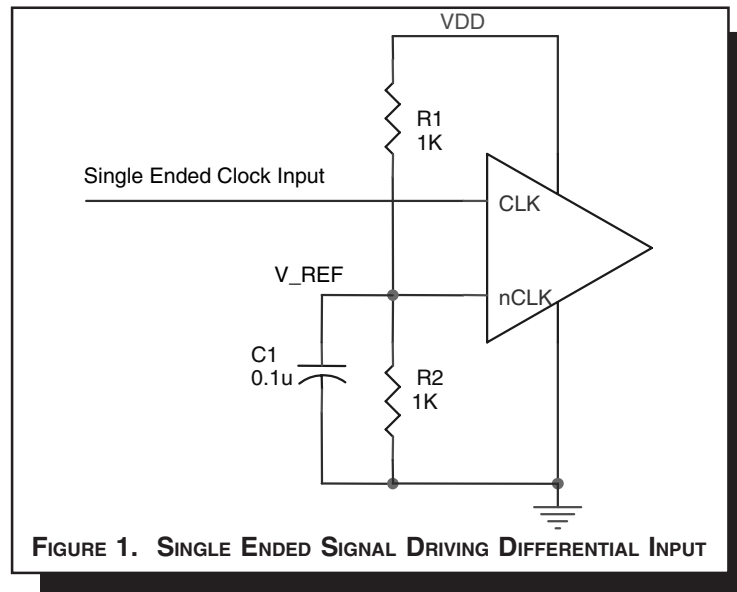 VDD
R1
1K
Single Ended Clock Input
CLK
V_REF
nCLK
C1
0.1u
R2
1K
FIGURE 1. SINGLE ENDED SIGNAL DRIVING DIFFERENTIAL INPUT